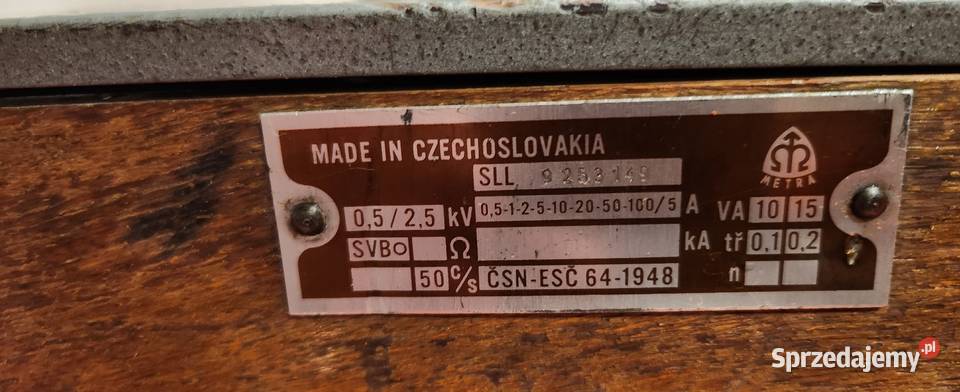 MADE IN CZECHOSLOVAKIA
METRA
SLL 9253149
0,5/2,5 kV 0,5-1-2-5-10-20-50-100/5 A VA 10 15
SVBO Ω kA tř 0,1 0,2
50 c/s ČSN-ESČ 64-1948 n
Sprzedajemy.pl